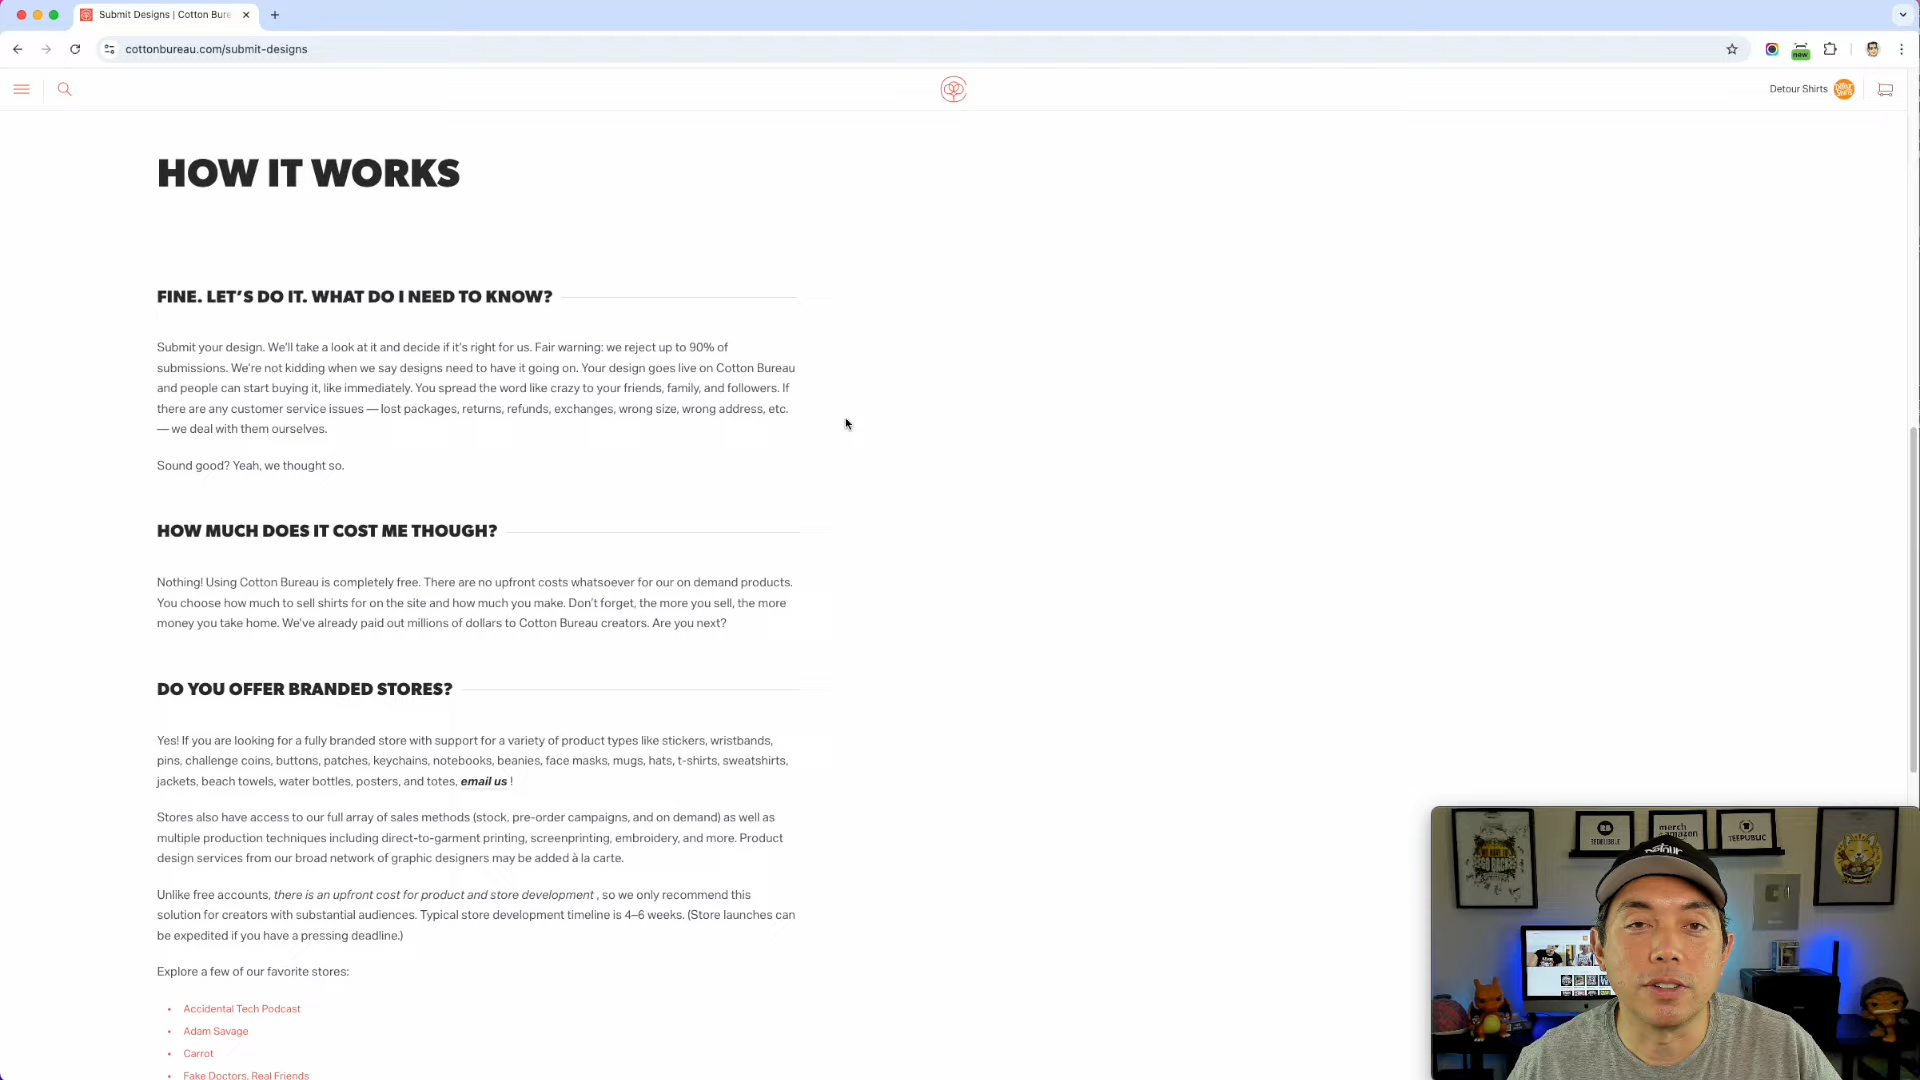 Submit Designs | Cotton Bure
cottonbureau.com/submit-designs
new
Detour Shirts
HOW IT WORKS
FINE. LET’S DO IT. WHAT DO I NEED TO KNOW?
Submit your design. We’ll take a look at it and decide if it’s right for us. Fair warning: we reject up to 90% of
submissions. We’re not kidding when we say designs need to have it going on. Your design goes live on Cotton Bureau
and people can start buying it, like immediately. You spread the word like crazy to your friends, family, and followers. If
there are any customer service issues — lost packages, returns, refunds, exchanges, wrong size, wrong address, etc.
— we deal with them ourselves.
Sound good? Yeah, we thought so.
HOW MUCH DOES IT COST ME THOUGH?
Nothing! Using Cotton Bureau is completely free. There are no upfront costs whatsoever for our on demand products.
You choose how much to sell shirts for on the site and how much you make. Don’t forget, the more you sell, the more
money you take home. We’ve already paid out millions of dollars to Cotton Bureau creators. Are you next?
DO YOU OFFER BRANDED STORES?
Yes! If you are looking for a fully branded store with support for a variety of product types like stickers, wristbands,
pins, challenge coins, buttons, patches, keychains, notebooks, beanies, face masks, mugs, hats, t-shirts, sweatshirts,
jackets, beach towels, water bottles, posters, and totes, email us !
Stores also have access to our full array of sales methods (stock, pre-order campaigns, and on demand) as well as
multiple production techniques including direct-to-garment printing, screenprinting, embroidery, and more. Product
design services from our broad network of graphic designers may be added à la carte.
Unlike free accounts, there is an upfront cost for product and store development , so we only recommend this
solution for creators with substantial audiences. Typical store development timeline is 4–6 weeks. (Store launches can
be expedited if you have a pressing deadline.)
Explore a few of our favorite stores:
Accidental Tech Podcast
Adam Savage
Carrot
Fake Doctors, Real Friends
REDBUBBLE
merch
amazon
TEEPUBLIC
DETOUR